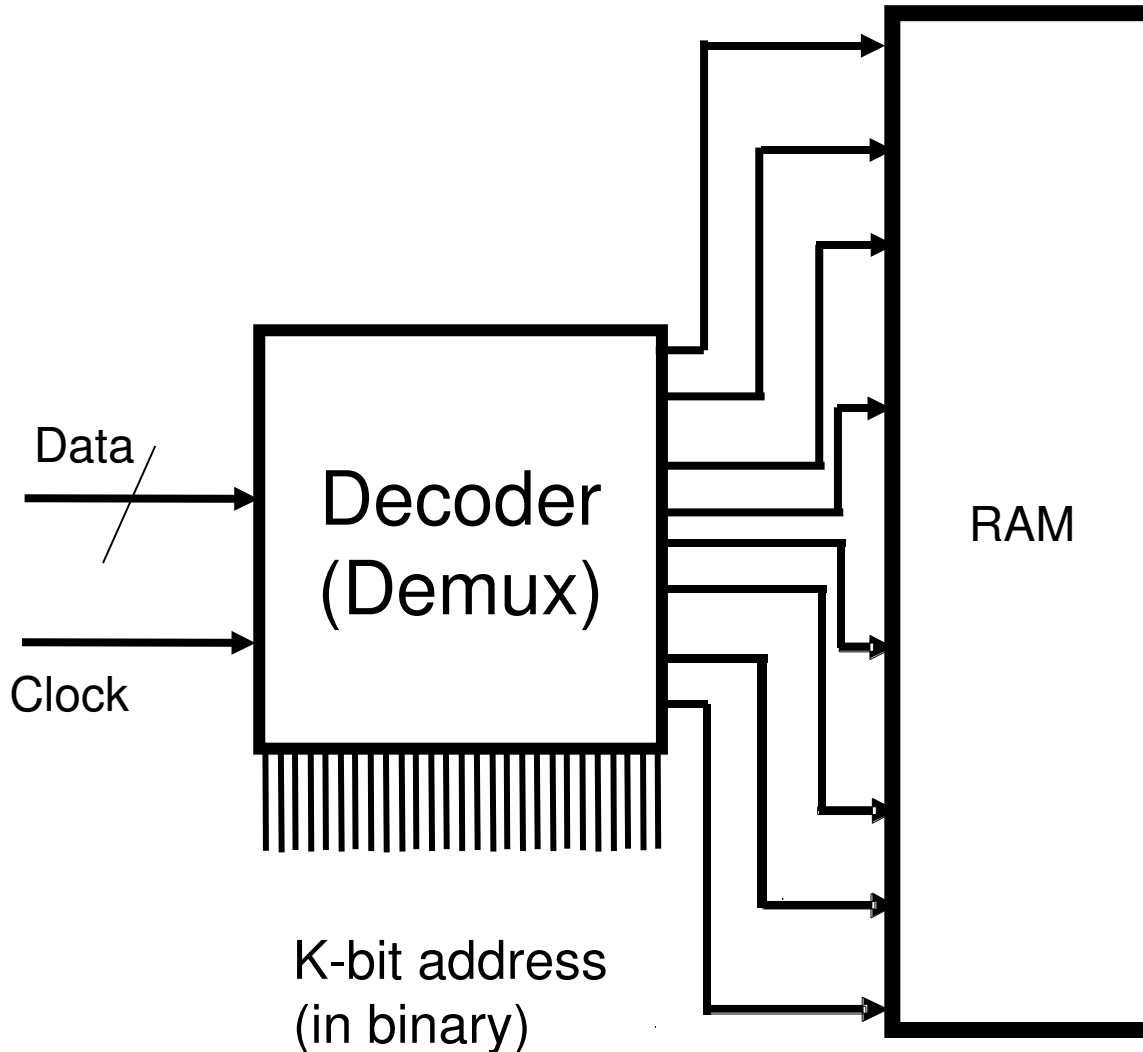 Data
Clock
Decoder
(Demux)
RAM
K-bit address
(in binary)